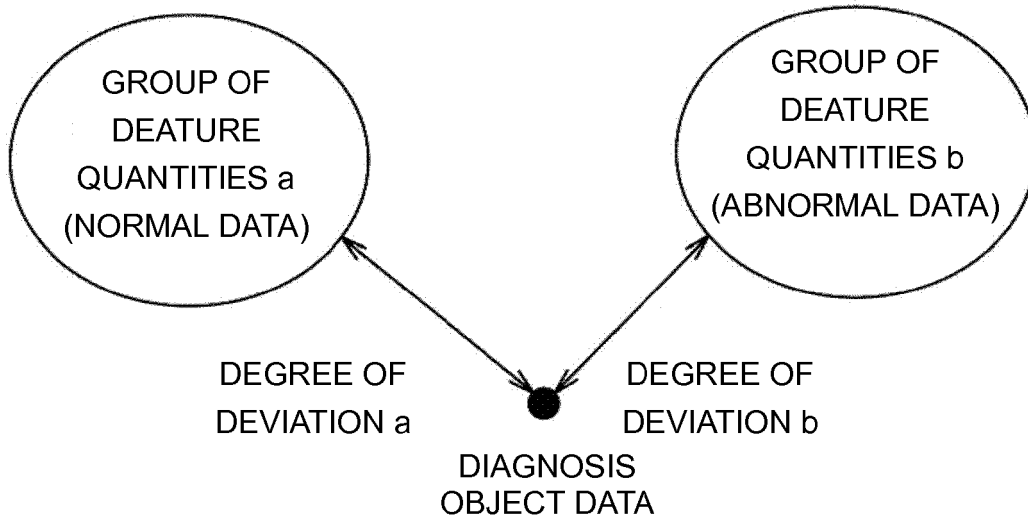 GROUP OF
DEATURE
QUANTITIES a
(NORMAL DATA)
GROUP OF
DEATURE
QUANTITIES b
(ABNORMAL DATA)
DEGREE OF
DEVIATION a
DEGREE OF
DEVIATION b
DIAGNOSIS
OBJECT DATA